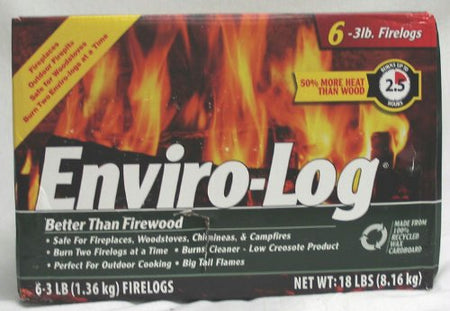 Fireplaces
Outdoor Firepits
Safe for Woodstoves
Burn Two Enviro-logs at a Time
6 -3lb. Firelogs
50% MORE HEAT
THAN WOOD
BURNS UP TO
2.5
HOURS
Enviro-Log®
Better Than Firewood
• Safe For Fireplaces, Woodstoves, Chimineas, & Campfires
• Burn Two Firelogs at a Time • Burns Cleaner - Low Creosote Product
• Perfect For Outdoor Cooking • Big Tall Flames
MADE FROM
100%
RECYCLED
WAX
CARDBOARD
6-3 LB (1.36 kg) FIRELOGS
NET WT: 18 LBS (8.16 kg)